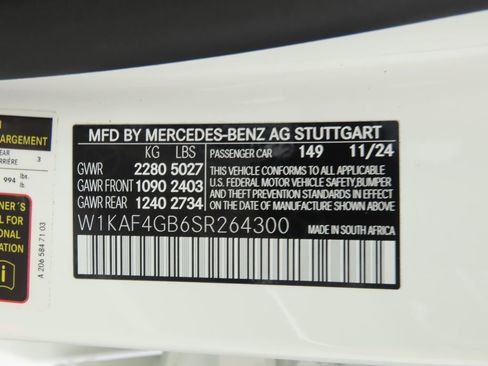 MFD BY MERCEDES-BENZ AG STUTTGART
KG LBS
GVWR 2280 5027
GAWR FRONT 1090 2403
GAWR REAR 1240 2734
PASSENGER CAR 149 11/24
THIS VEHICLE CONFORMS TO ALL APPLICABLE
U.S. FEDERAL MOTOR VEHICLE SAFETY,BUMPER
AND THEFT PREVENTION STANDARDS IN EFFECT
ON THE DATE OF MANUFACTURE SHOWN ABOVE.
W1KAF4GB6SR264300
MADE IN SOUTH AFRICA
3
994 lbs.
A 206 584 71 03